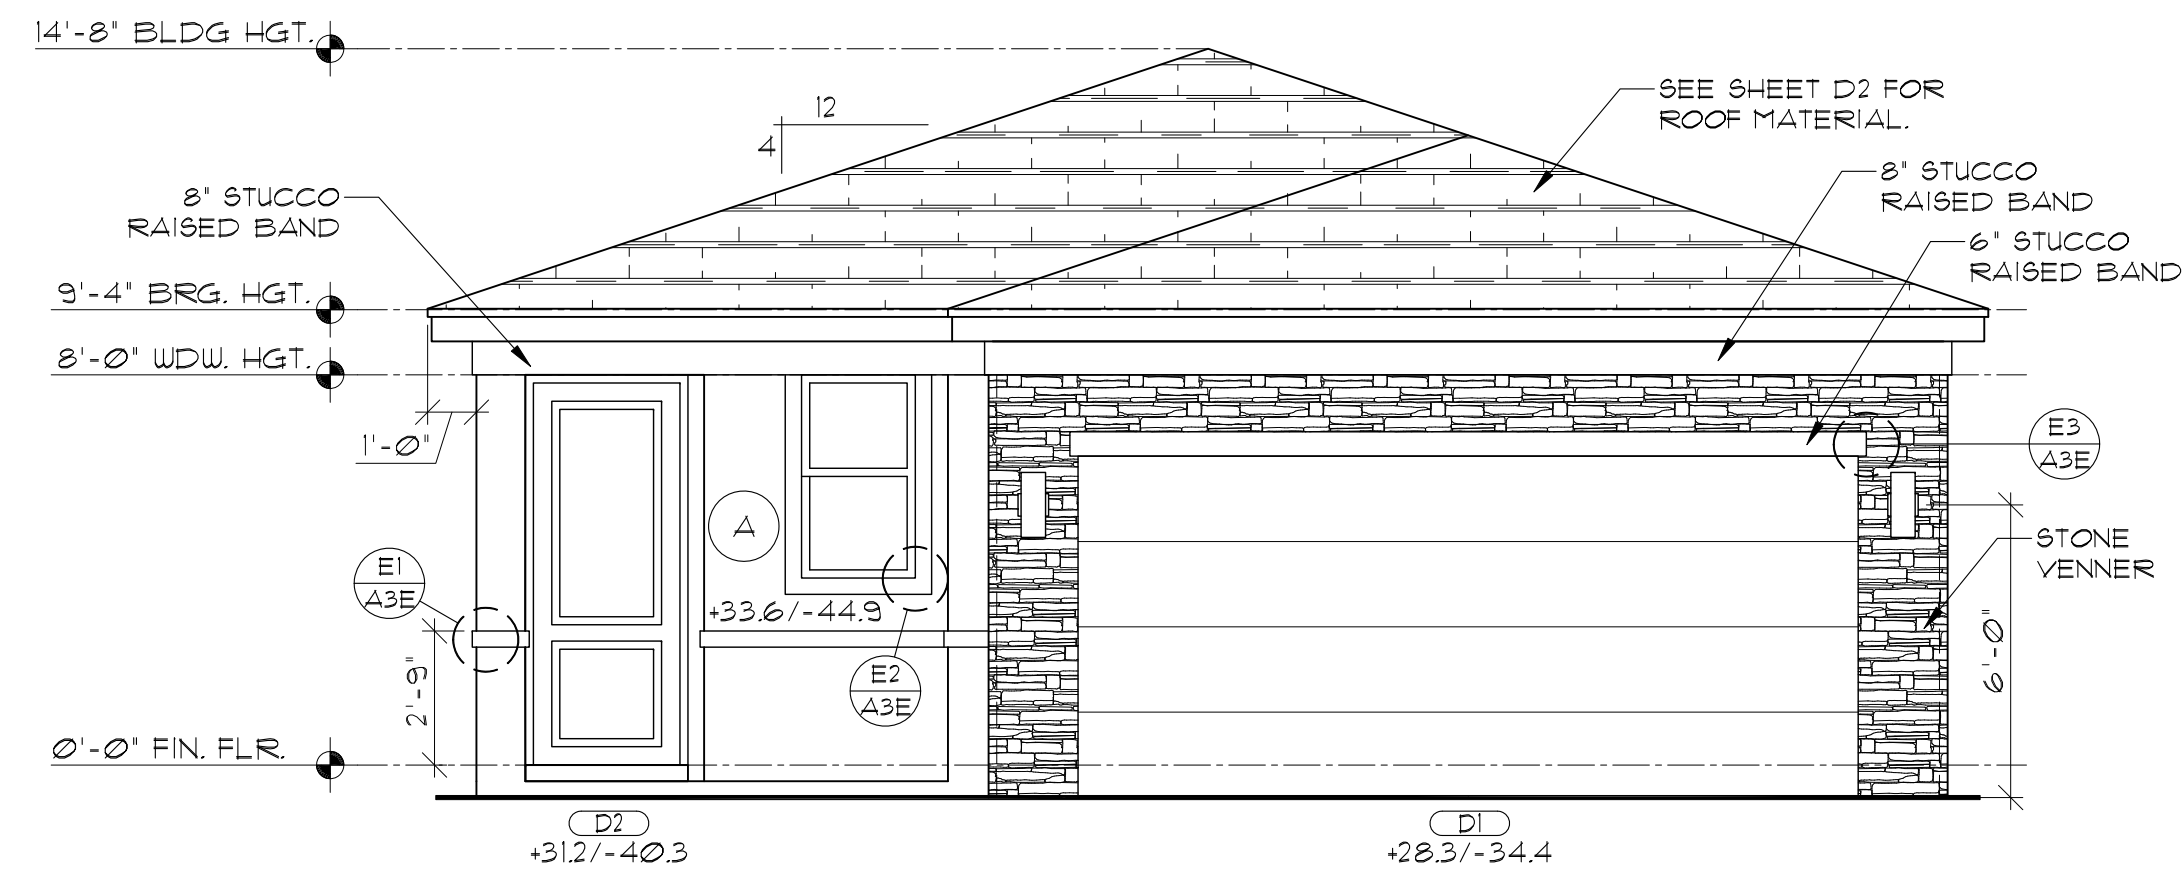 14'-8" BLDG HGT.
12
4
SEE SHEET D2 FOR
ROOF MATERIAL.
8" STUCCO
RAISED BAND
8" STUCCO
RAISED BAND
6" STUCCO
RAISED BAND
9'-4" BRG. HGT.
8'-0" WDW. HGT.
1'-0"
E3
A3E
A
STONE
VENNER
E1
A3E
+33.6/-44.9
E2
A3E
2'-9"
6'-0"
0'-0" FIN. FLR.
D2
+31.2/-40.3
D1
+28.3/-34.4